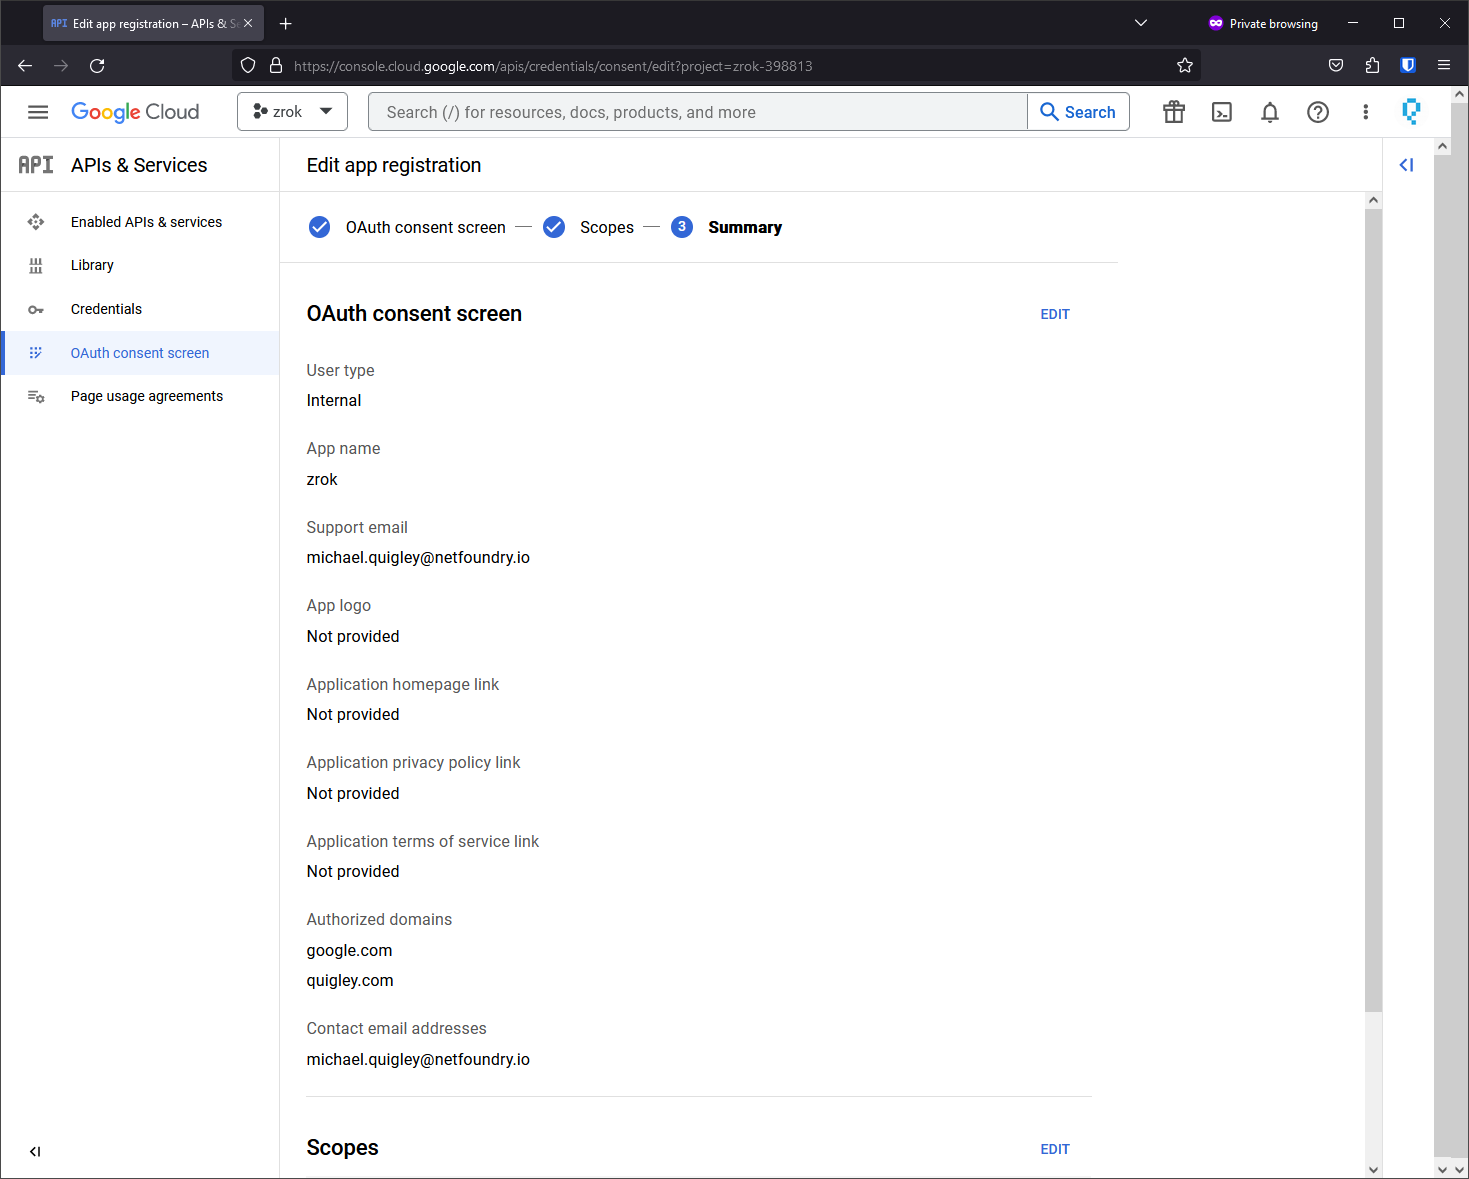 API Edit app registration – APIs & Se
Private browsing
https://console.cloud.google.com/apis/credentials/consent/edit?project=zrok-398813
Google Cloud
zrok
Search (/) for resources, docs, products, and more
Search
API APIs & Services
Edit app registration
Enabled APIs & services
Library
Credentials
OAuth consent screen
Page usage agreements
OAuth consent screen — Scopes — 3 Summary
OAuth consent screen
EDIT
User type
Internal
App name
zrok
Support email
michael.quigley@netfoundry.io
App logo
Not provided
Application homepage link
Not provided
Application privacy policy link
Not provided
Application terms of service link
Not provided
Authorized domains
google.com
quigley.com
Contact email addresses
michael.quigley@netfoundry.io
Scopes
EDIT